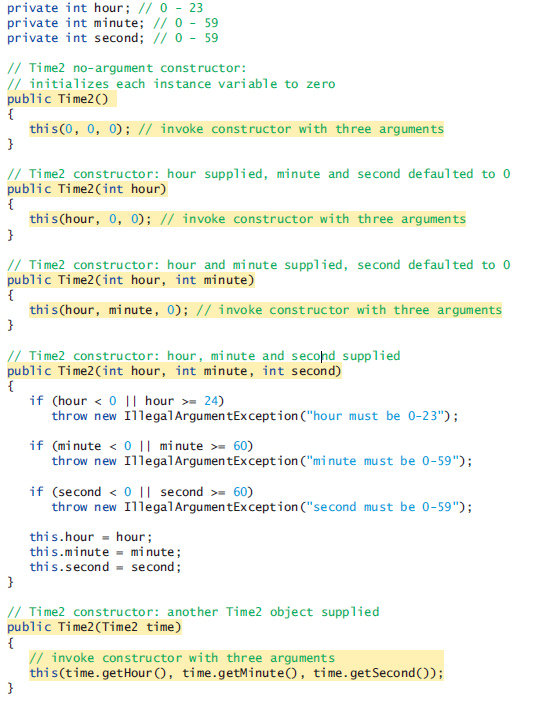 private int hour; // 0 - 23
private int minute; // 0 - 59
private int second; // 0 - 59
// Time2 no-argument constructor:
// initializes each instance variable to zero
public Time2()
{
this(0, 0, 0); // invoke constructor with three arguments
}
// Time2 constructor: hour supplied, minute and second defaulted to 0
public Time2(int hour)
{
this(hour, 0, 0); // invoke constructor with three arguments
}
// Time2 constructor: hour and minute supplied, second defaulted to 0
public Time2(int hour, int minute)
{
this(hour, minute, 0); // invoke constructor with three arguments
}
// Time2 constructor: hour, minute and second supplied
public Time2(int hour, int minute, int second)
{
if (hour < 0 || hour >= 24)
throw new IllegalArgumentException("hour must be 0-23");
if (minute < 0 || minute >= 60)
throw new IllegalArgumentException("minute must be 0-59");
if (second < 0 || second >= 60)
throw new IllegalArgumentException("second must be 0-59");
this.hour = hour;
this.minute = minute;
this.second = second;
}
// Time2 constructor: another Time2 object supplied
public Time2(Time2 time)
{
// invoke constructor with three arguments
this(time.getHour(), time.getMinute(), time.getSecond());
}